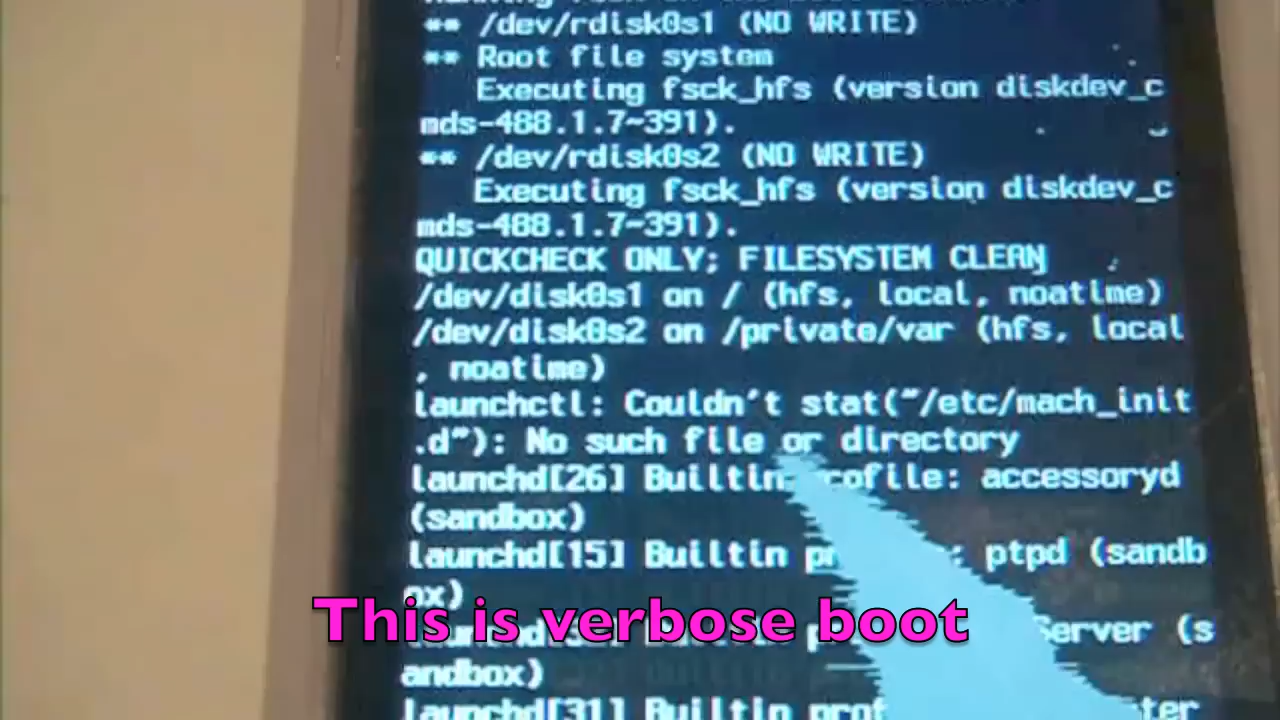 ** /dev/rdisk0s1 (NO WRITE)
** Root file system
Executing fsck_hfs (version diskdev_c
mds-488.1.7~391).
** /dev/rdisk0s2 (NO WRITE)
Executing fsck_hfs (version diskdev_c
mds-488.1.7~391).
QUICKCHECK ONLY; FILESYSTEM CLEAN
/dev/disk0s1 on / (hfs, local, noatime)
/dev/disk0s2 on /private/var (hfs, local
, noatime)
launchctl: Couldn't stat("/etc/mach_init
.d"): No such file or directory
launchd[26] Builtin profile: accessoryd
(sandbox)
launchd[15] Builtin ptpd (sandb
ox)
This is verbose boot
Server (s
andbox)
launchd[31] Builtin